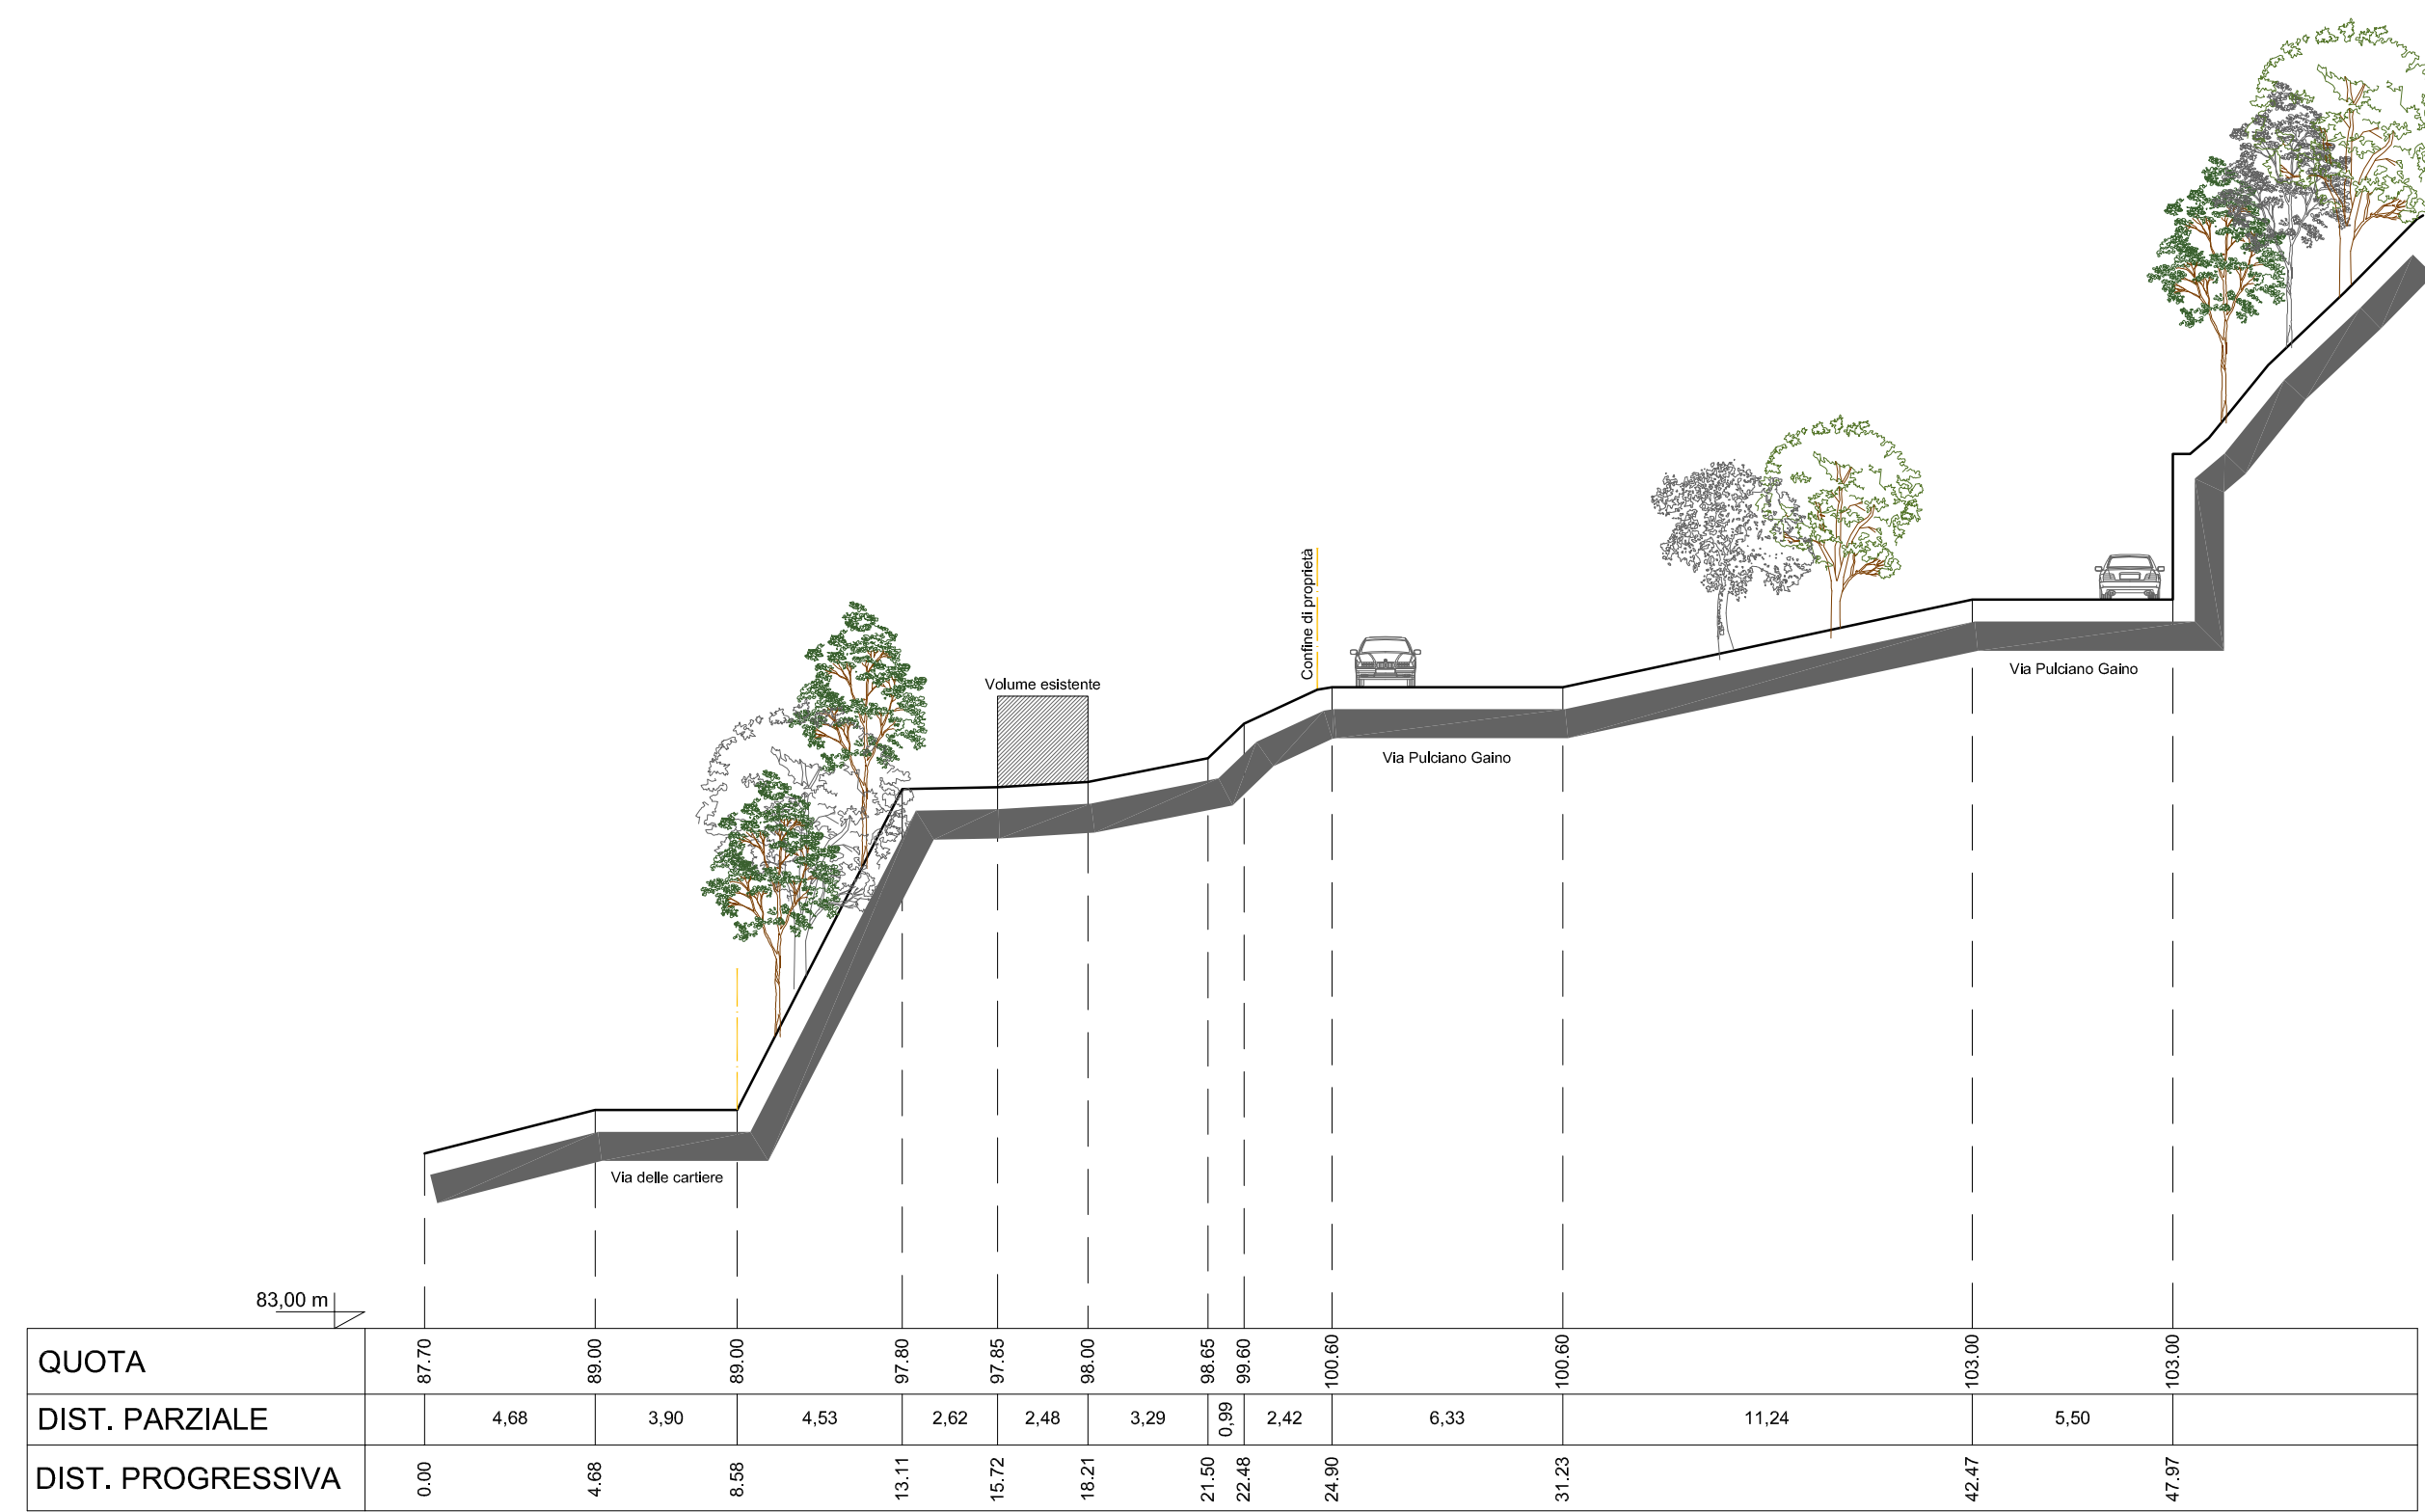 Confine di proprietà
Volume esistente
Via Pulciano Gaino
Via Pulciano Gaino
Via delle cartiere
83,00 m
QUOTA 87.70 89.00 89.00 97.80 97.85 98.00 98.65 99.60 100.60 100.60 103.00 103.00
DIST. PARZIALE 4,68 3,90 4,53 2,62 2,48 3,29 0,99 2,42 6,33 11,24 5,50
DIST. PROGRESSIVA 0.00 4.68 8.58 13.11 15.72 18.21 21.50 22.48 24.90 31.23 42.47 47.97